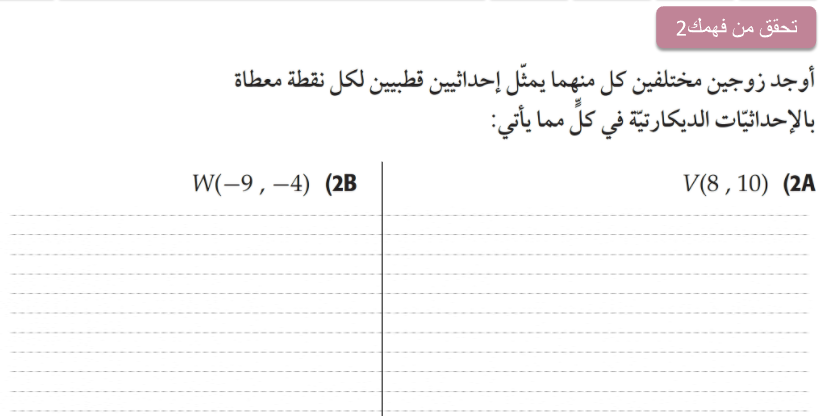 تحقق من فهمك2
أوجد زوجين مختلفين كل منهما يمثّل إحداثيين قطبيين لكل نقطة معطاة
بالإحداثيّات الديكارتيّة في كلٍّ مما يأتي:
V(8 , 10) (2A
W(−9 , −4) (2B